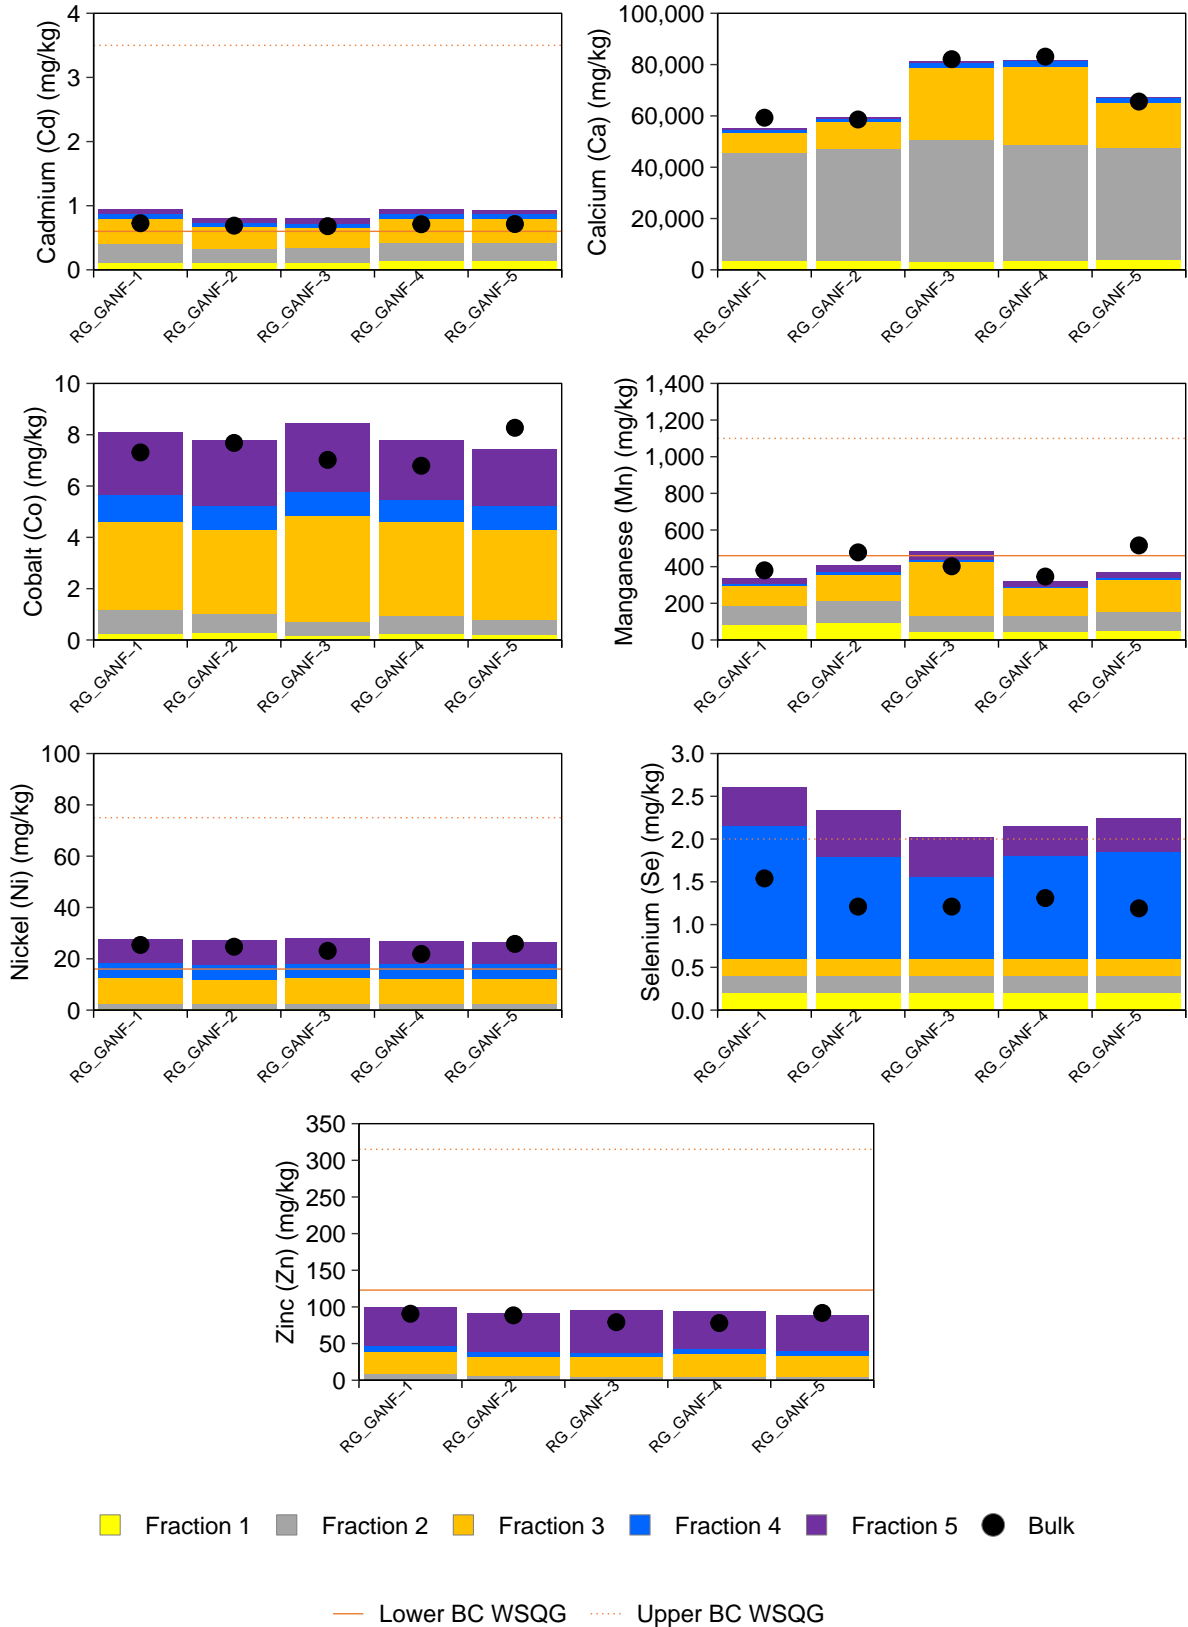 Cadmium (Cd) (mg/kg)
4
3
2
1
0
RG_GANF−1
RG_GANF−2
RG_GANF−3
RG_GANF−4
RG_GANF−5
Calcium (Ca) (mg/kg)
100,000
80,000
60,000
40,000
20,000
0
RG_GANF−1
RG_GANF−2
RG_GANF−3
RG_GANF−4
RG_GANF−5
Cobalt (Co) (mg/kg)
10
8
6
4
2
0
RG_GANF−1
RG_GANF−2
RG_GANF−3
RG_GANF−4
RG_GANF−5
Manganese (Mn) (mg/kg)
1,400
1,200
1,000
800
600
400
200
0
RG_GANF−1
RG_GANF−2
RG_GANF−3
RG_GANF−4
RG_GANF−5
Nickel (Ni) (mg/kg)
100
80
60
40
20
0
RG_GANF−1
RG_GANF−2
RG_GANF−3
RG_GANF−4
RG_GANF−5
Selenium (Se) (mg/kg)
3.0
2.5
2.0
1.5
1.0
0.5
0.0
RG_GANF−1
RG_GANF−2
RG_GANF−3
RG_GANF−4
RG_GANF−5
Zinc (Zn) (mg/kg)
350
300
250
200
150
100
50
0
RG_GANF−1
RG_GANF−2
RG_GANF−3
RG_GANF−4
RG_GANF−5
Fraction 1 Fraction 2 Fraction 3 Fraction 4 Fraction 5 Bulk
Lower BC WSQG Upper BC WSQG